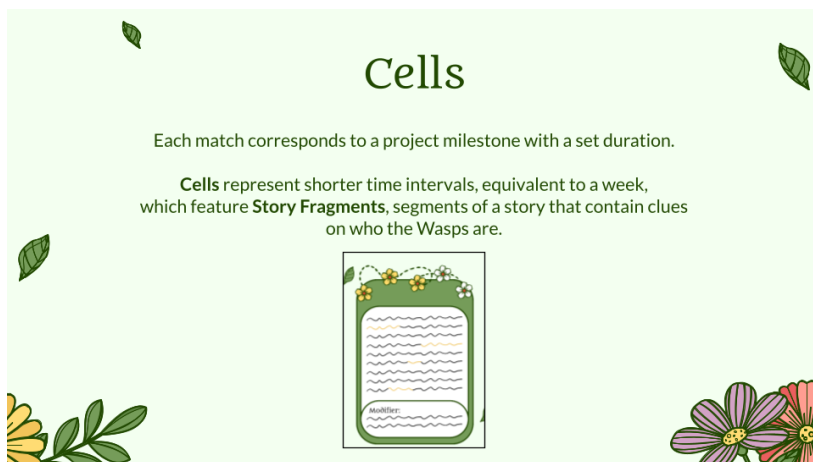 Cells
Each match corresponds to a project milestone with a set duration.
Cells represent shorter time intervals, equivalent to a week,
which feature Story Fragments, segments of a story that contain clues
on who the Wasps are.
Modifier: